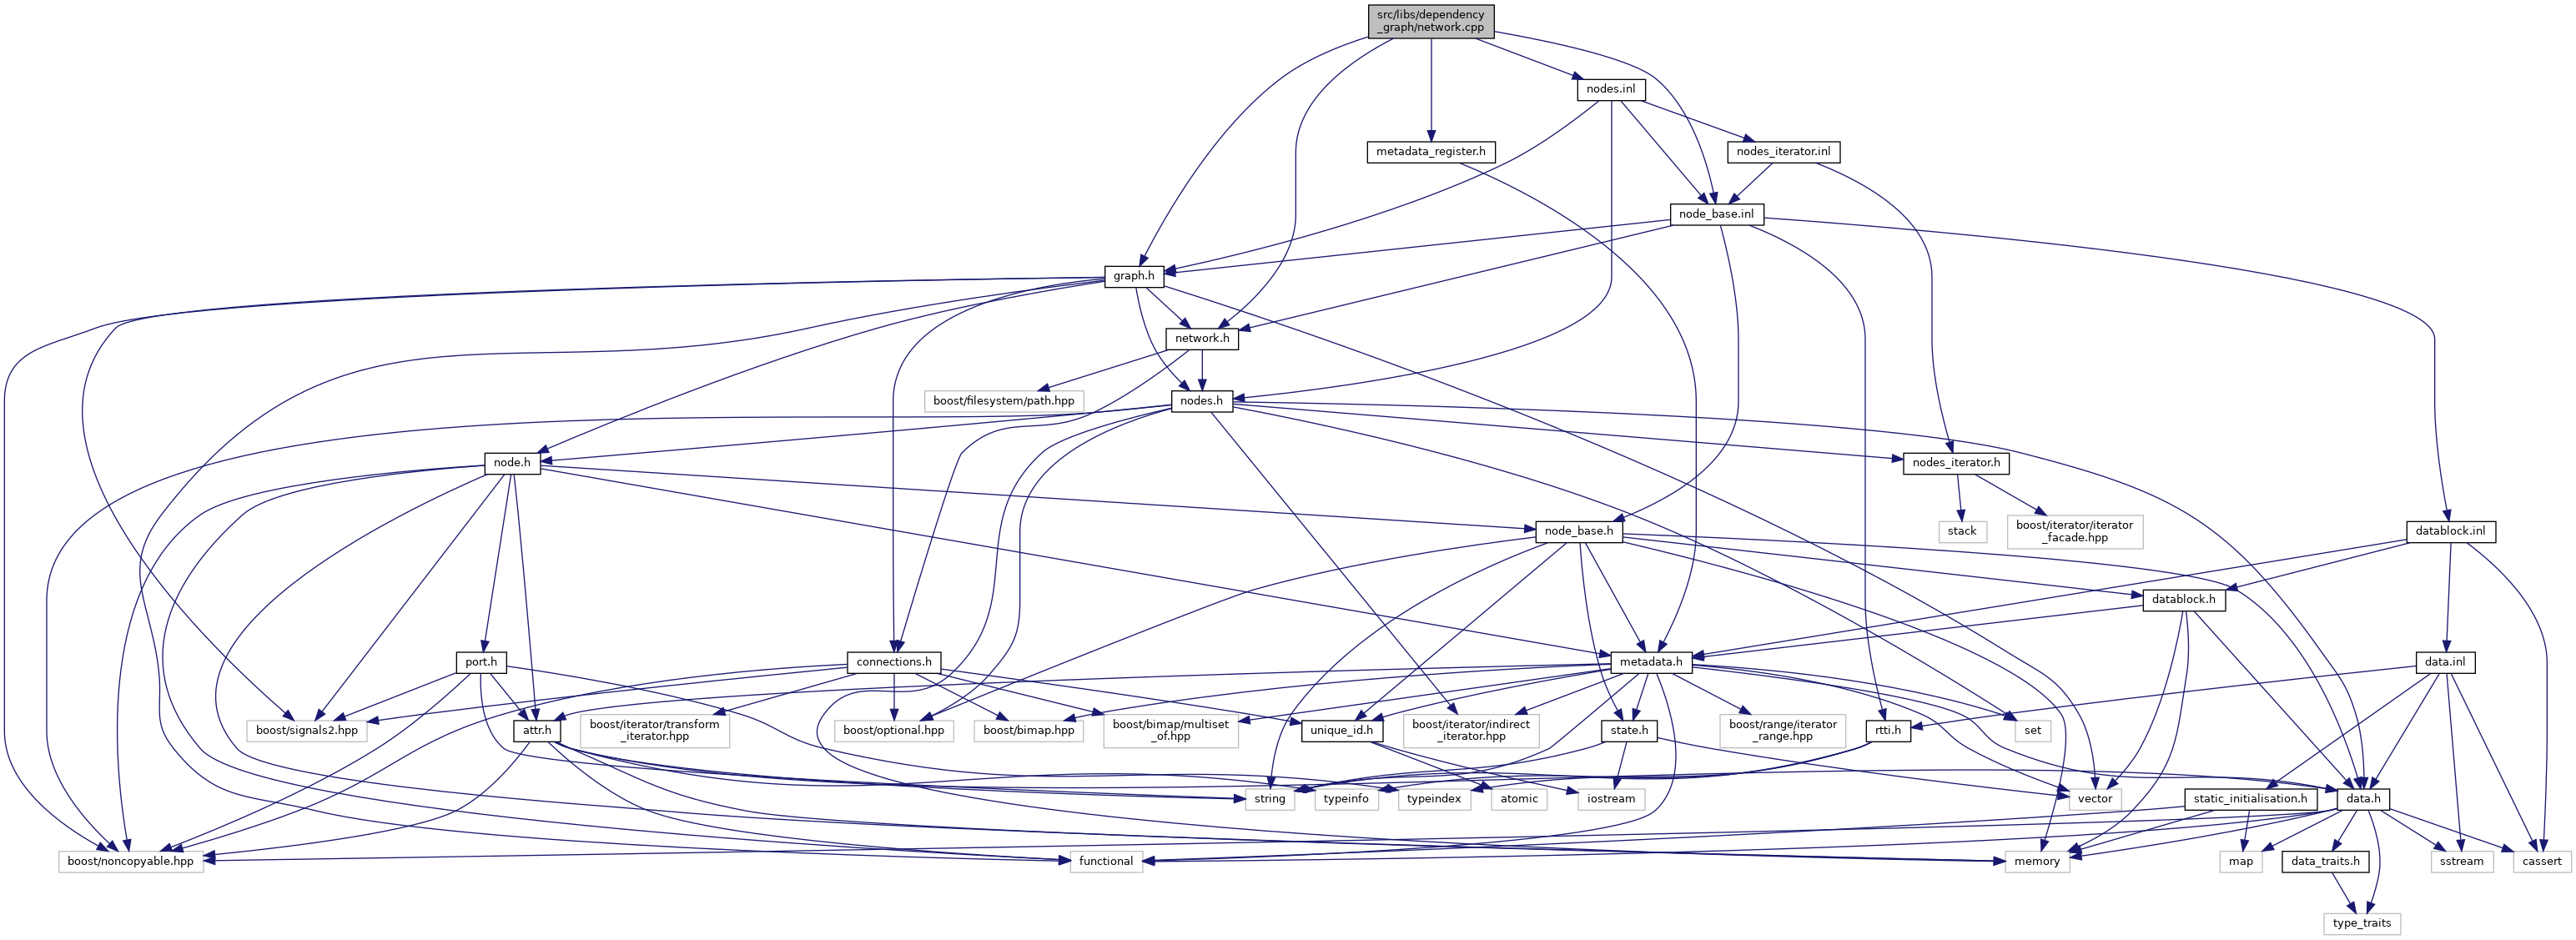 src/libs/dependency
_graph/network.cpp
nodes.inl
metadata_register.h
nodes_iterator.inl
node_base.inl
graph.h
network.h
boost/filesystem/path.hpp
nodes.h
node.h
nodes_iterator.h
node_base.h
stack
boost/iterator/iterator
_facade.hpp
datablock.inl
datablock.h
port.h
connections.h
metadata.h
data.inl
boost/signals2.hpp
attr.h
boost/iterator/transform
_iterator.hpp
boost/optional.hpp
boost/bimap.hpp
boost/bimap/multiset
_of.hpp
unique_id.h
boost/iterator/indirect
_iterator.hpp
state.h
boost/range/iterator
_range.hpp
rtti.h
set
string
typeinfo
typeindex
atomic
iostream
vector
static_initialisation.h
data.h
boost/noncopyable.hpp
functional
memory
map
data_traits.h
sstream
cassert
type_traits